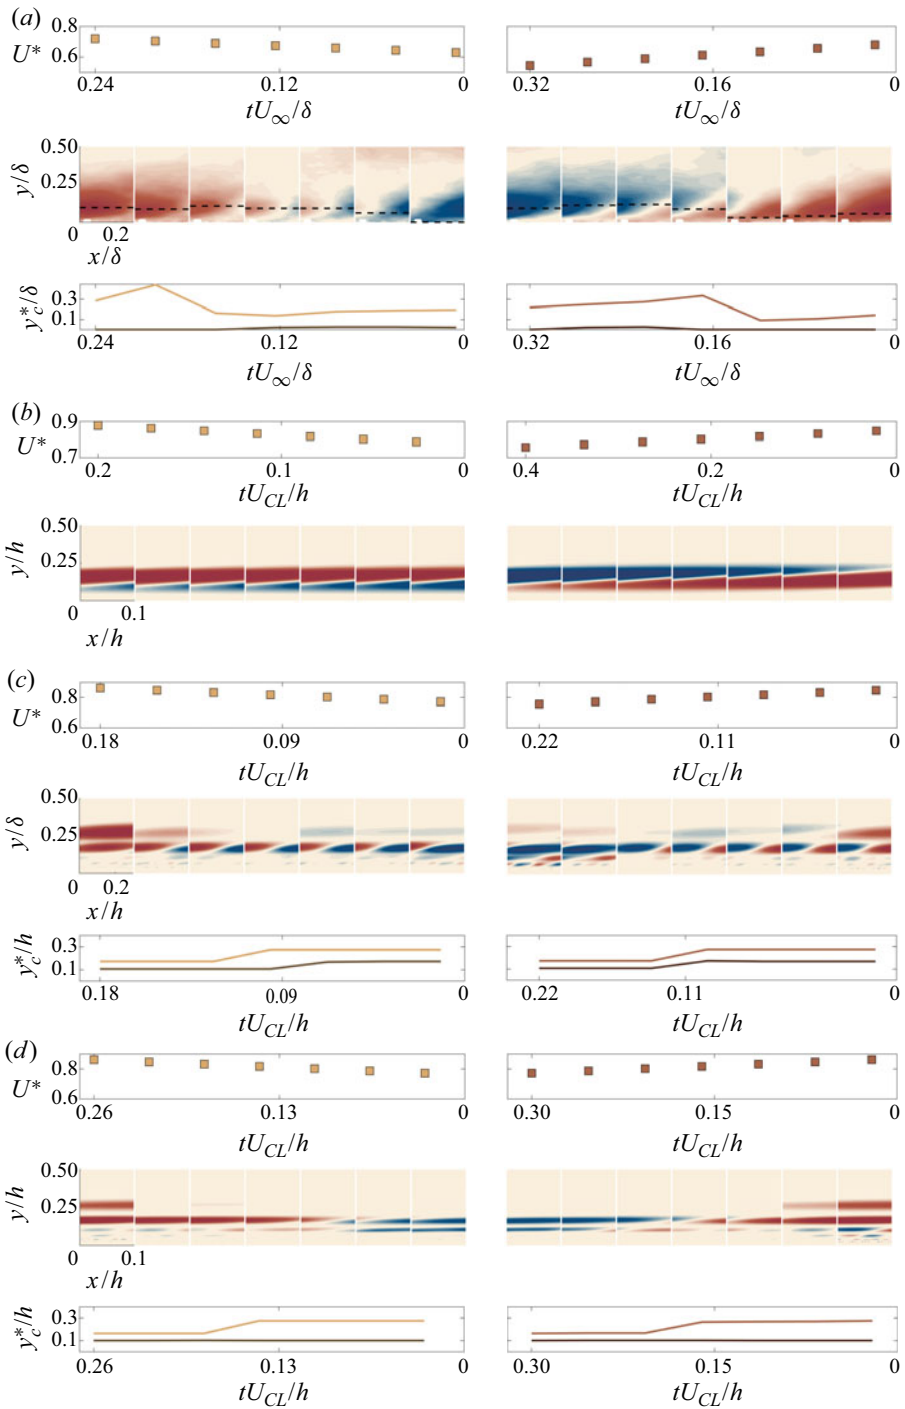 (a)
0.8
U*
0.6
0.24 0.12 0 0.32 0.16 0
tU∞/δ tU∞/δ
0.50
y/δ
0.25
0 0.2
x/δ
y*c/δ
0.3
0.1
0.24 0.12 0 0.32 0.16 0
tU∞/δ tU∞/δ
(b)
0.9
U*
0.7
0.2 0.1 0 0.4 0.2 0
tUCL/h tUCL/h
0.50
y/h
0.25
0 0.1
x/h
(c)
0.8
U*
0.6
0.18 0.09 0 0.22 0.11 0
tUCL/h tUCL/h
0.50
y/δ
0.25
0 0.2
x/h
y*c/h
0.3
0.1
0.18 0.09 0 0.22 0.11 0
tUCL/h tUCL/h
(d)
0.8
U*
0.6
0.26 0.13 0 0.30 0.15 0
tUCL/h tUCL/h
0.50
y/h
0.25
0 0.1
x/h
y*c/h
0.3
0.1
0.26 0.13 0 0.30 0.15 0
tUCL/h tUCL/h